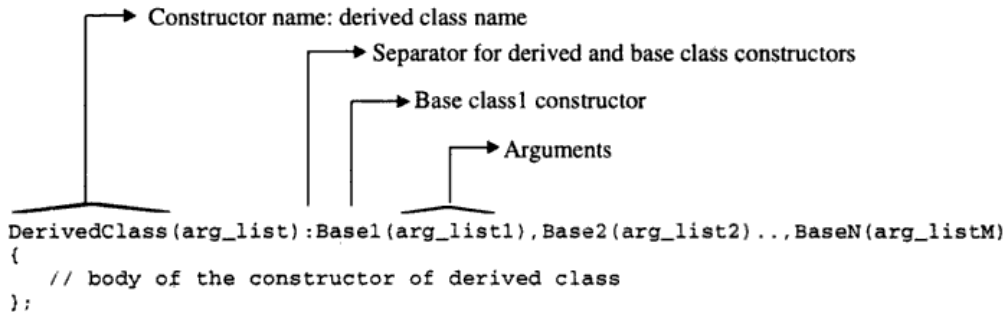 Constructor name: derived class name
Separator for derived and base class constructors
Base class1 constructor
Arguments
DerivedClass(arg_list):Base1(arg_list1),Base2(arg_list2)..,BaseN(arg_listM)
{
// body of the constructor of derived class
};